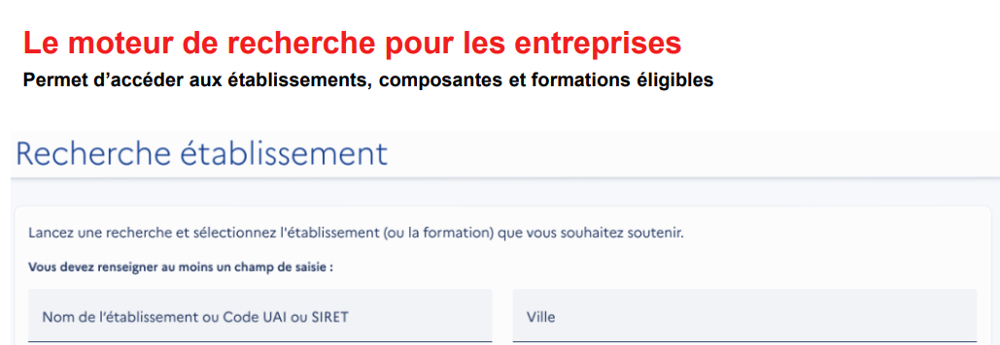 Le moteur de recherche pour les entreprises
Permet d’accéder aux établissements, composantes et formations éligibles
Recherche établissement
Lancez une recherche et sélectionnez l'établissement (ou la formation) que vous souhaitez soutenir.
Vous devez renseigner au moins un champ de saisie :
Nom de l'établissement ou Code UAI ou SIRET
Ville